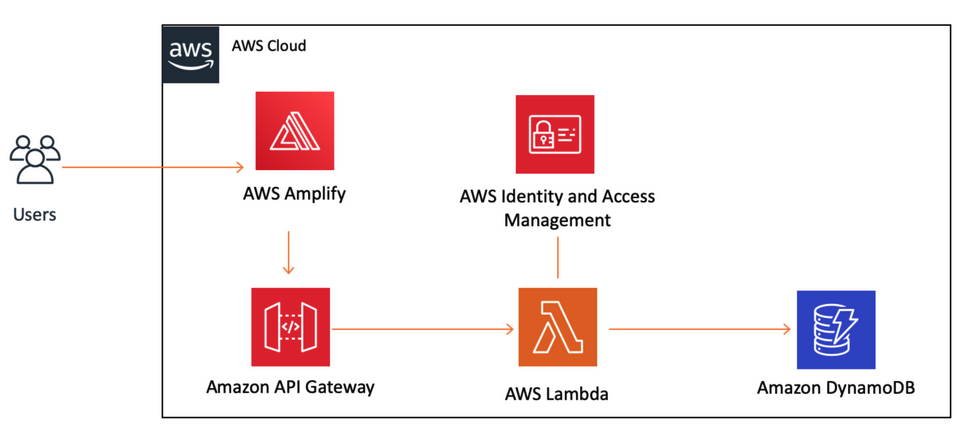 aws
AWS Cloud
Users
AWS Amplify
AWS Identity and Access
Management
</>
Amazon API Gateway
AWS Lambda
Amazon DynamoDB